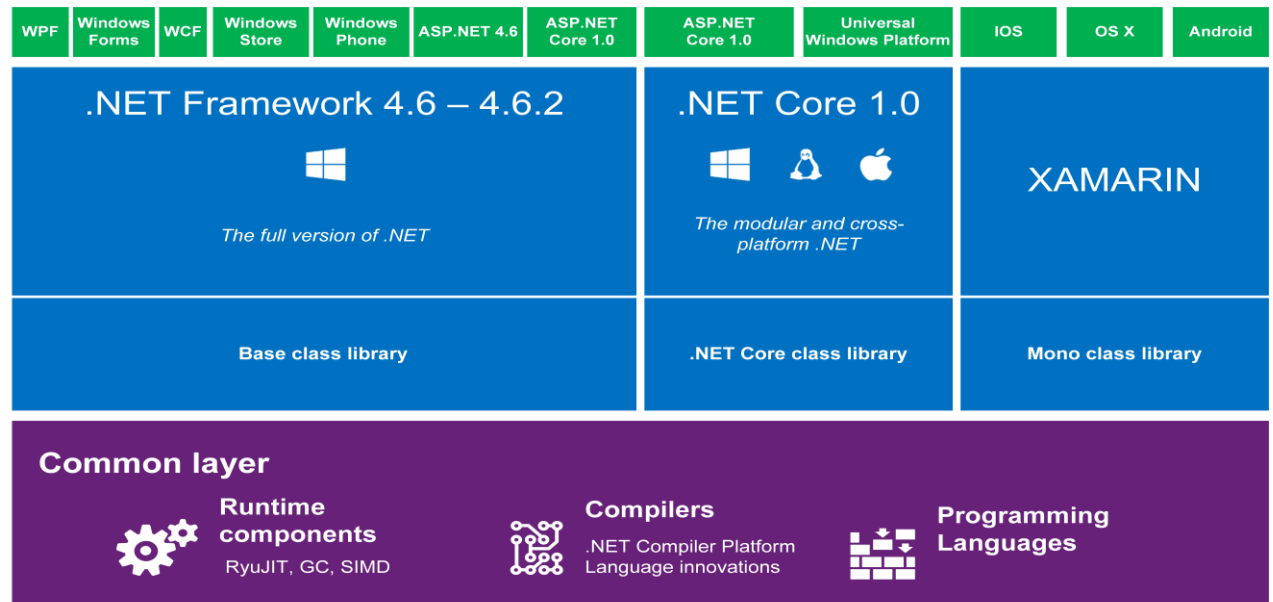 WPF
Windows
Forms
WCF
Windows
Store
Windows
Phone
ASP.NET 4.6
ASP.NET
Core 1.0
ASP.NET
Core 1.0
Universal
Windows Platform
IOS
OS X
Android
.NET Framework 4.6 – 4.6.2
The full version of .NET
.NET Core 1.0
The modular and cross-
platform .NET
XAMARIN
Base class library
.NET Core class library
Mono class library
Common layer
Runtime
components
RyuJIT, GC, SIMD
Compilers
.NET Compiler Platform
Language innovations
Programming
Languages